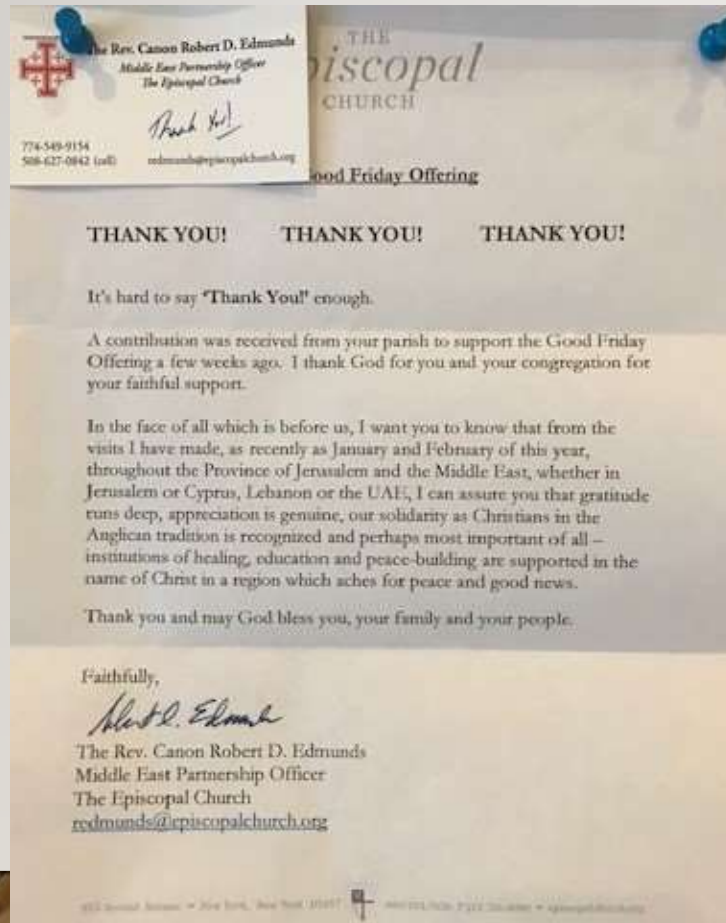 The Rev. Canon Robert D. Edmunds
Middle East Partnership Officer
The Episcopal Church
Thank You!
774-549-9154
508-627-0842 (cell)
redmunds@episcopalchurch.org
THE
piscopal
CHURCH
ood Friday Offering
THANK YOU! THANK YOU! THANK YOU!
It's hard to say 'Thank You!' enough.
A contribution was received from your parish to support the Good Friday
Offering a few weeks ago. I thank God for you and your congregation for
your faithful support.
In the face of all which is before us, I want you to know that from the
visits I have made, as recently as January and February of this year,
throughout the Province of Jerusalem and the Middle East, whether in
Jerusalem or Cyprus, Lebanon or the UAE, I can assure you that gratitude
runs deep, appreciation is genuine, our solidarity as Christians in the
Anglican tradition is recognized and perhaps most important of all –
institutions of healing, education and peace-building are supported in the
name of Christ in a region which aches for peace and good news.
Thank you and may God bless you, your family and your people.
Faithfully,
Robert D. Edmunds
The Rev. Canon Robert D. Edmunds
Middle East Partnership Officer
The Episcopal Church
redmunds@episcopalchurch.org
New York, New York